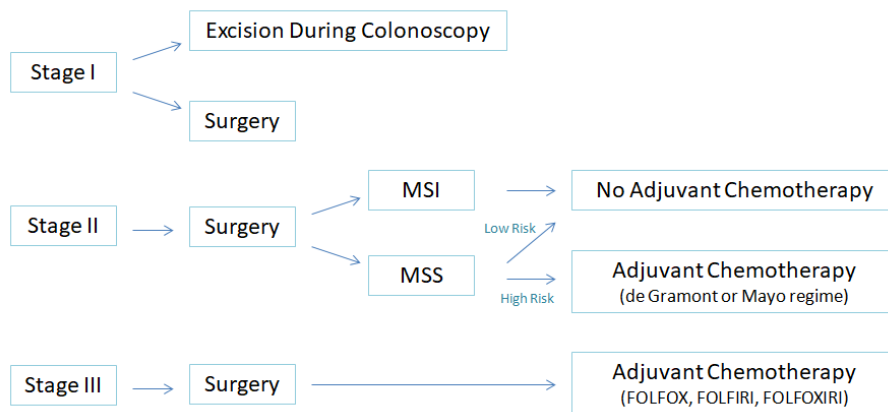 Excision During Colonoscopy
Stage I
Surgery
MSI
No Adjuvant Chemotherapy
Stage II
Surgery
Low Risk
MSS
Adjuvant Chemotherapy
(de Gramont or Mayo regime)
High Risk
Stage III
Surgery
Adjuvant Chemotherapy
(FOLFOX, FOLFIRI, FOLFOXIRI)